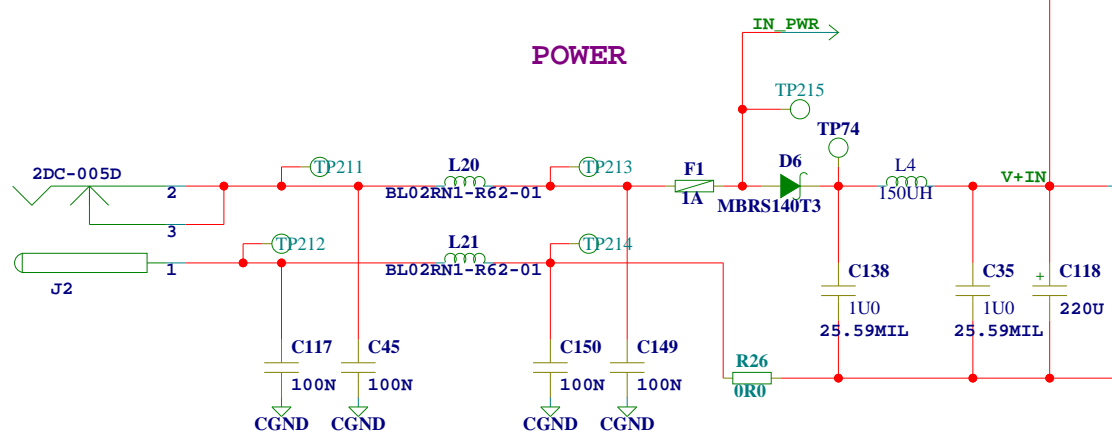 IN_PWR
POWER
TP215
TP74
2DC-005D
TP211
L20
TP213
F1
D6
L4
2
BL02RN1-R62-01
1A
MBRS140T3
150UH
V+IN
3
TP212
L21
TP214
1
BL02RN1-R62-01
J2
C138
C35
+
C118
1U0
1U0
220U
25.59MIL
25.59MIL
C117
C45
C150
C149
R26
100N
100N
100N
100N
0R0
CGND
CGND
CGND
CGND